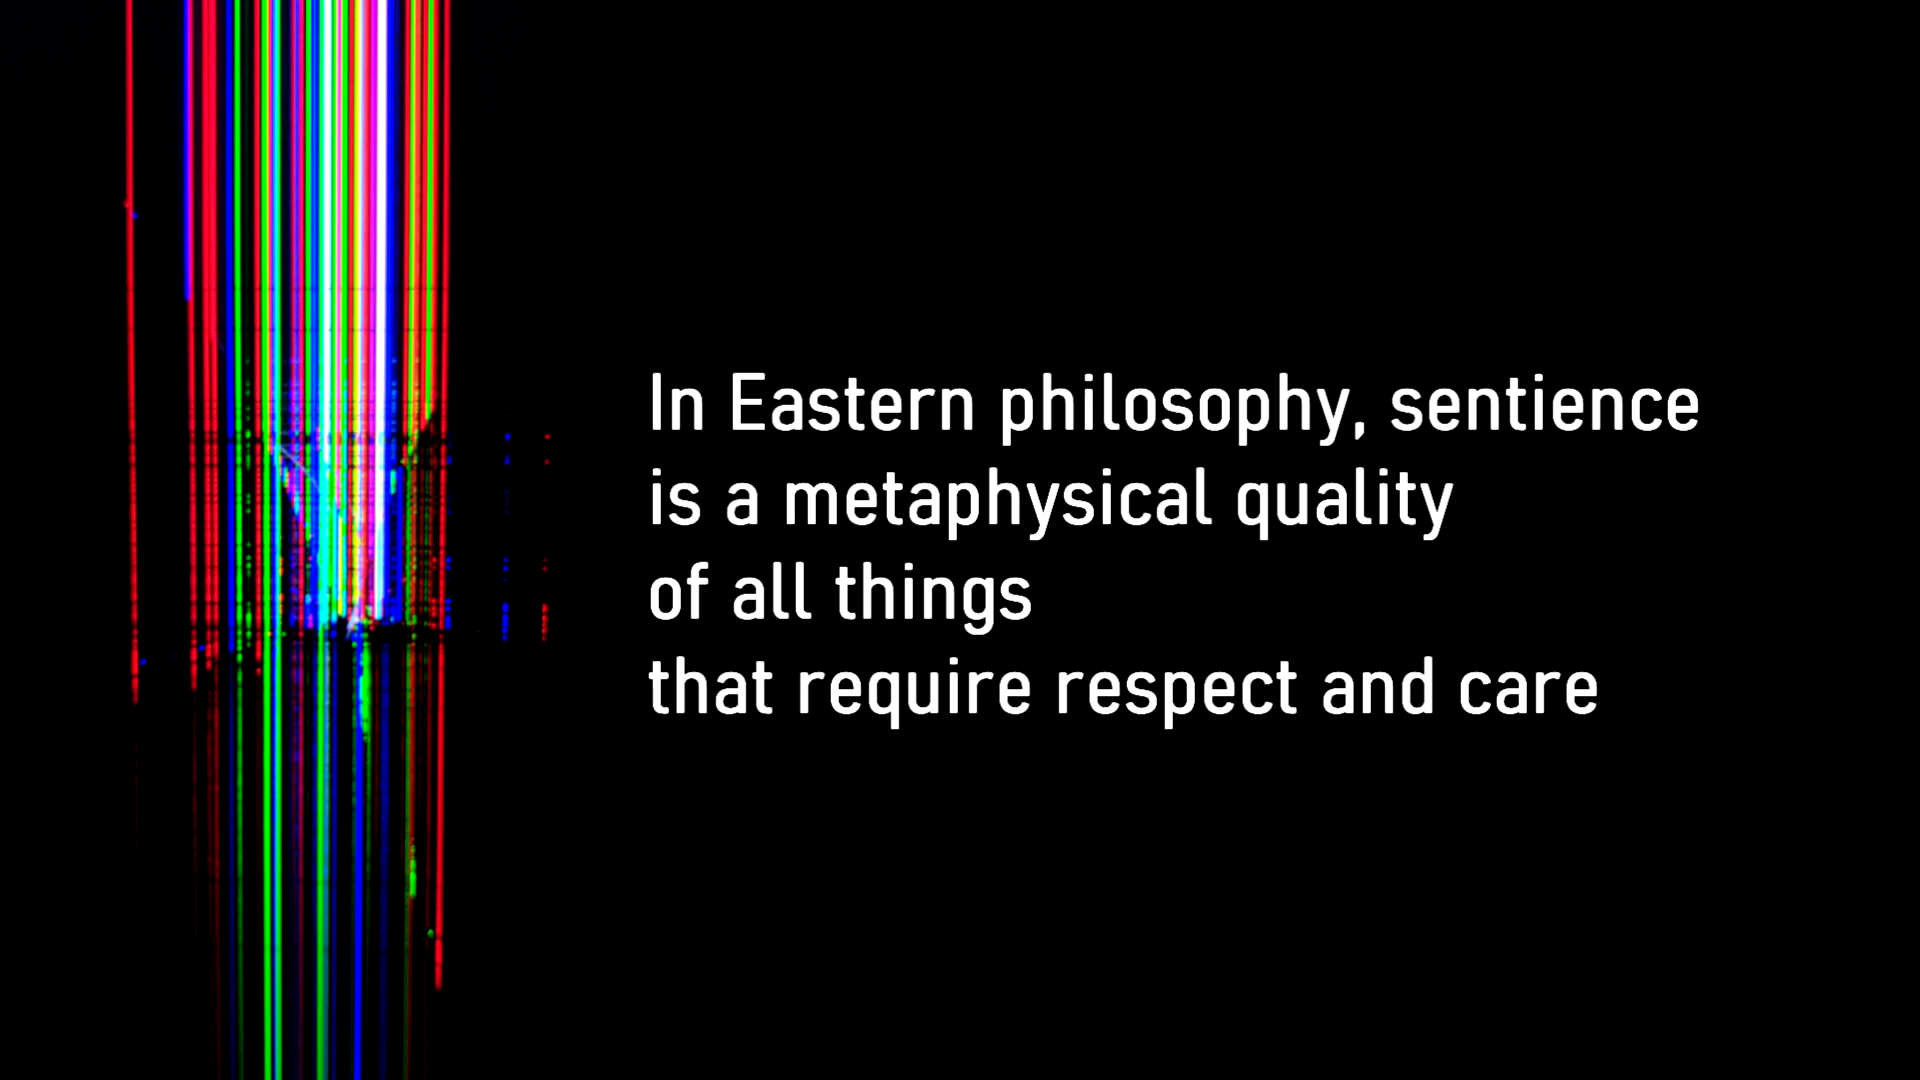 In Eastern philosophy, sentience
is a metaphysical quality
of all things
that require respect and care